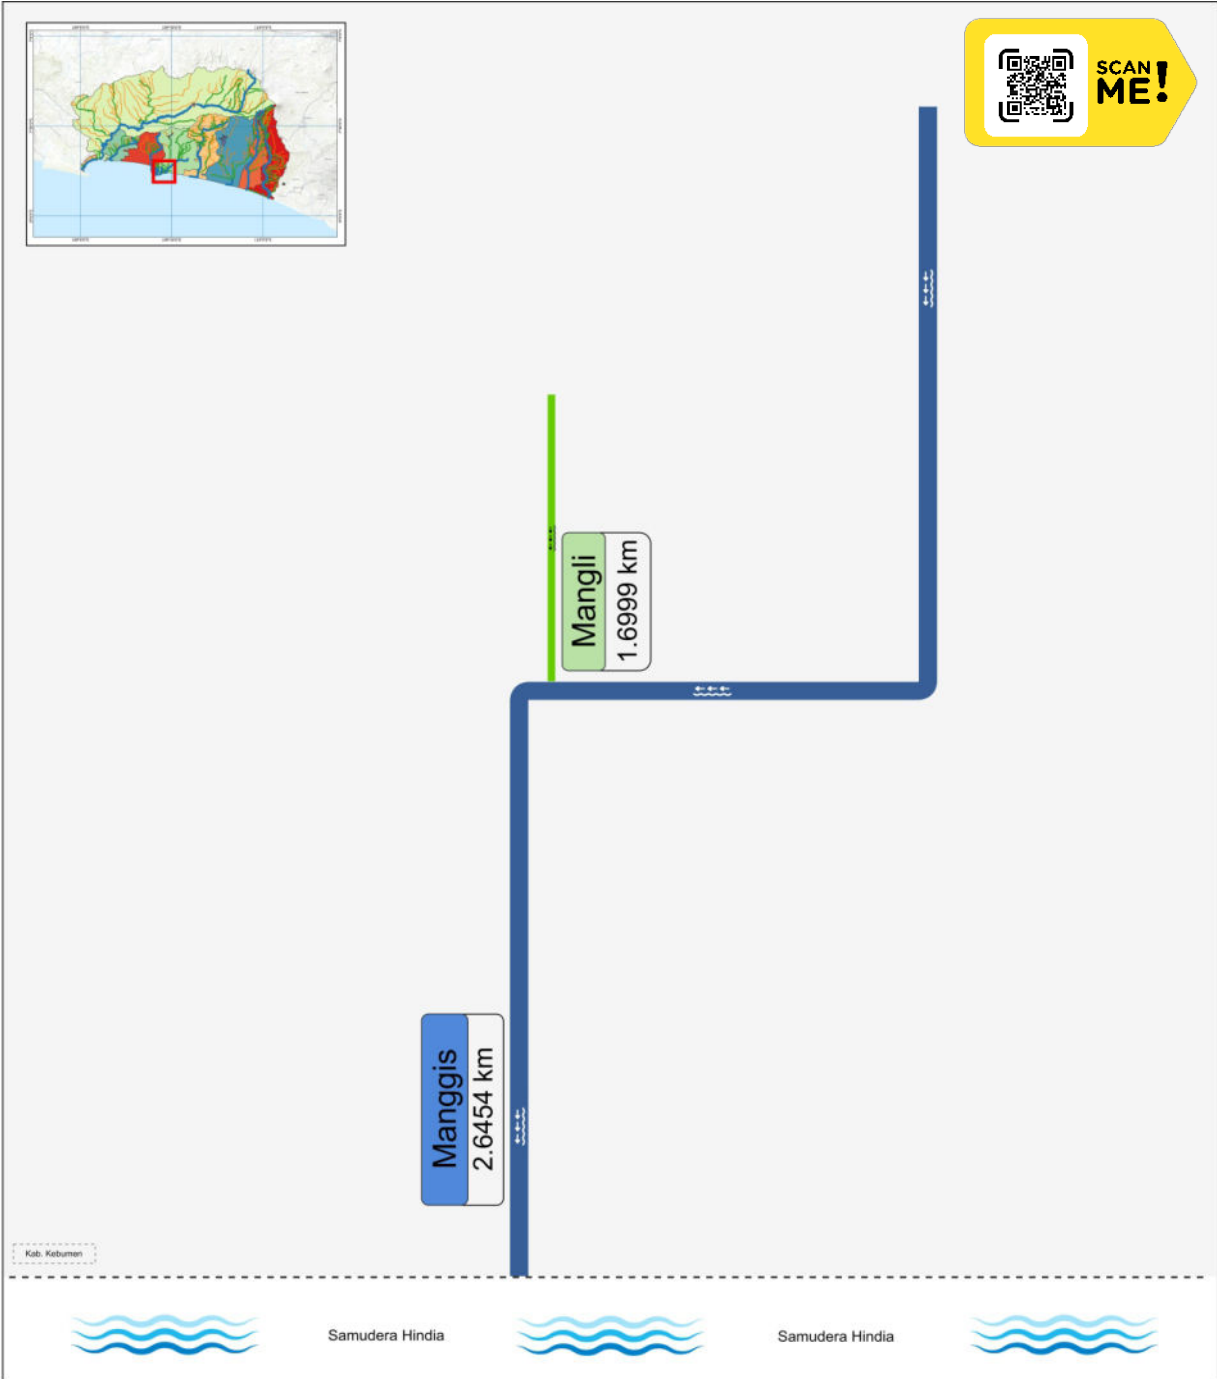 SCAN
ME!
Mangli
1.6999 km
Manggis
2.6454 km
Kab. Kebumen
Samudera Hindia
Samudera Hindia